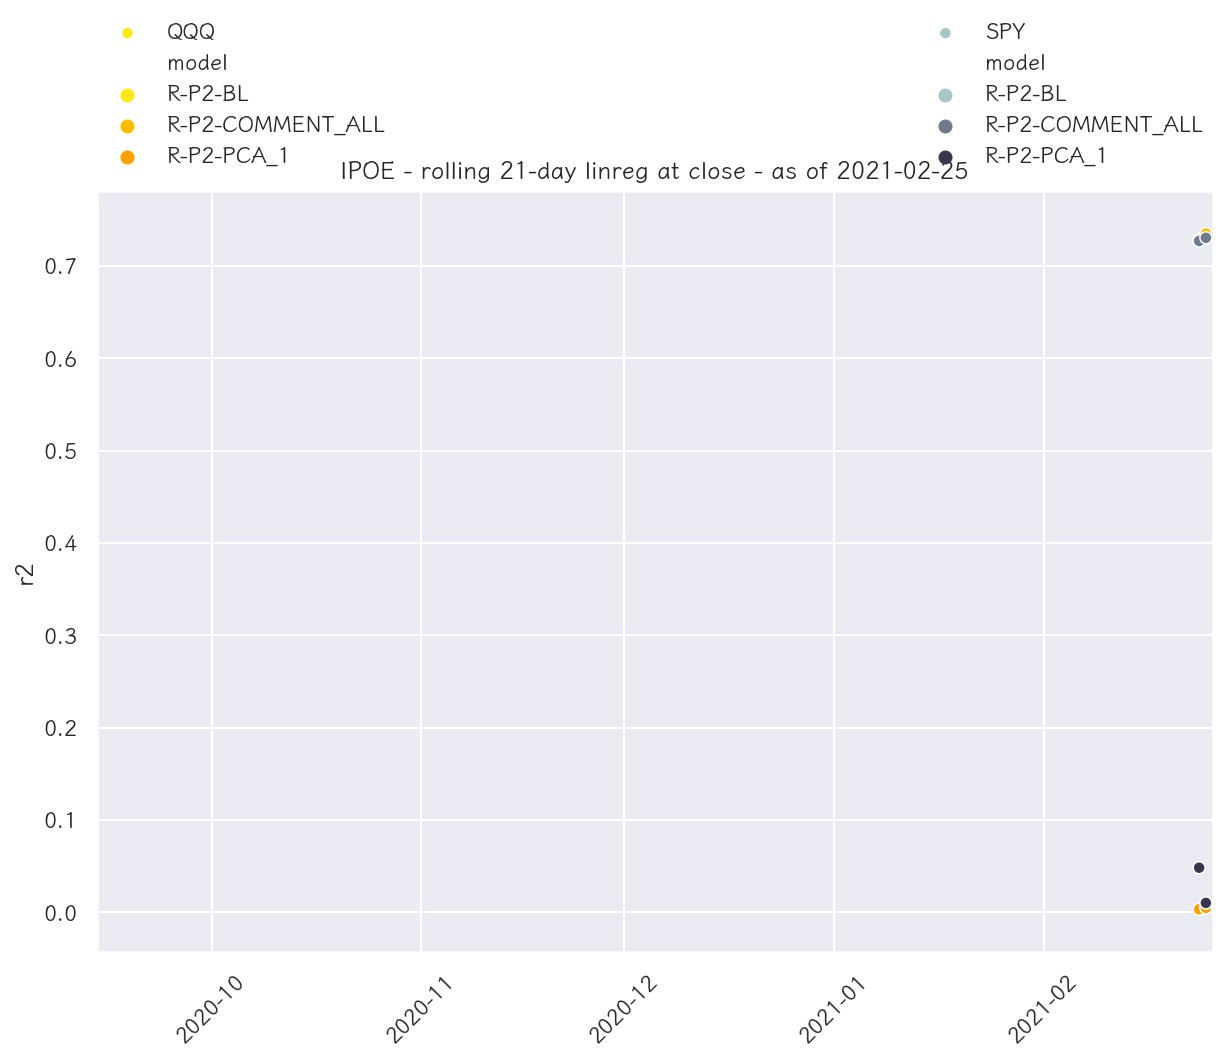 QQQ
model
R-P2-BL
R-P2-COMMENT_ALL
R-P2-PCA_1
SPY
model
R-P2-BL
R-P2-COMMENT_ALL
R-P2-PCA_1
IPOE - rolling 21-day linreg at close - as of 2021-02-25
r2
0.7
0.6
0.5
0.4
0.3
0.2
0.1
0.0
2020-10
2020-11
2020-12
2021-01
2021-02